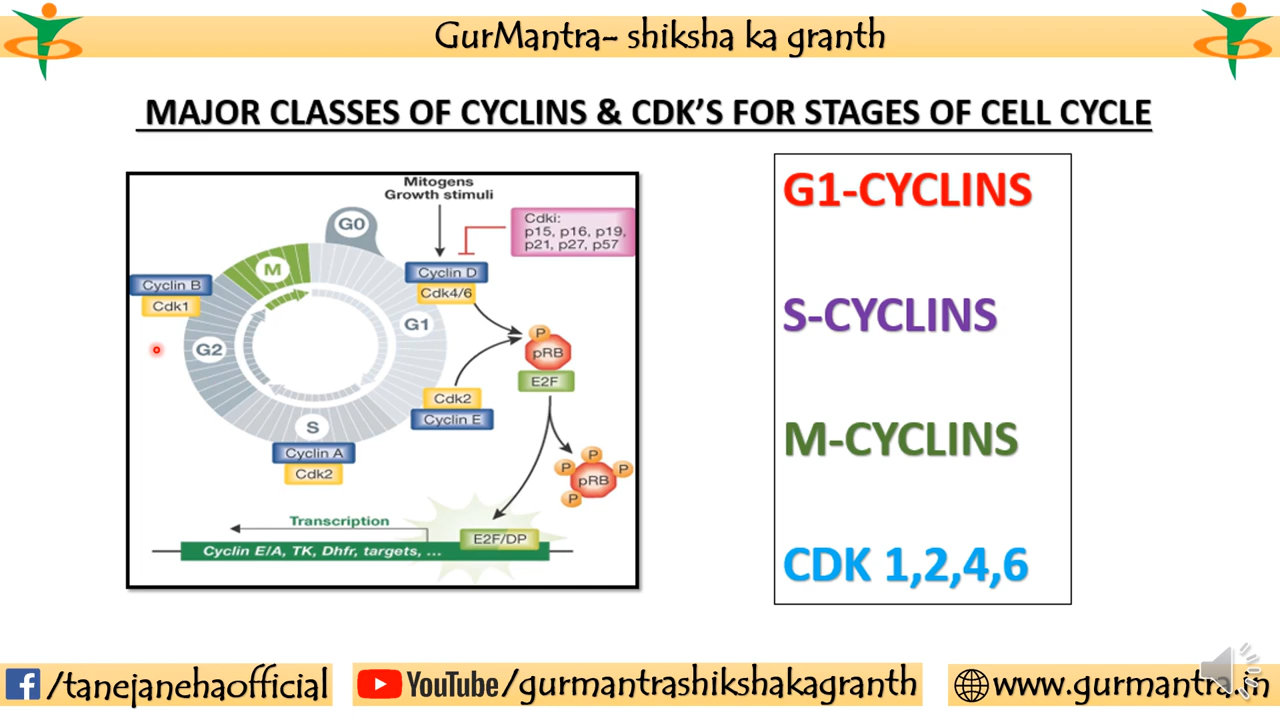 GurMantra- shiksha ka granth
MAJOR CLASSES OF CYCLINS & CDK’S FOR STAGES OF CELL CYCLE
Mitogens
Growth stimuli
G0
Cdki:
p15, p16, p19,
p21, p27, p57
M
Cyclin D
Cdk4/6
Cyclin B
Cdk1
G1
P
pRB
E2F
G2
Cdk2
Cyclin E
S
Cyclin A
Cdk2
P
P
P
P
pRB
Transcription
E2F/DP
Cyclin E/A, TK, Dhfr, targets, ...
G1-CYCLINS
S-CYCLINS
M-CYCLINS
CDK 1,2,4,6
/tanejanehaofficial
YouTube/gurmantrashikshakagranth
www.gurmantra.in